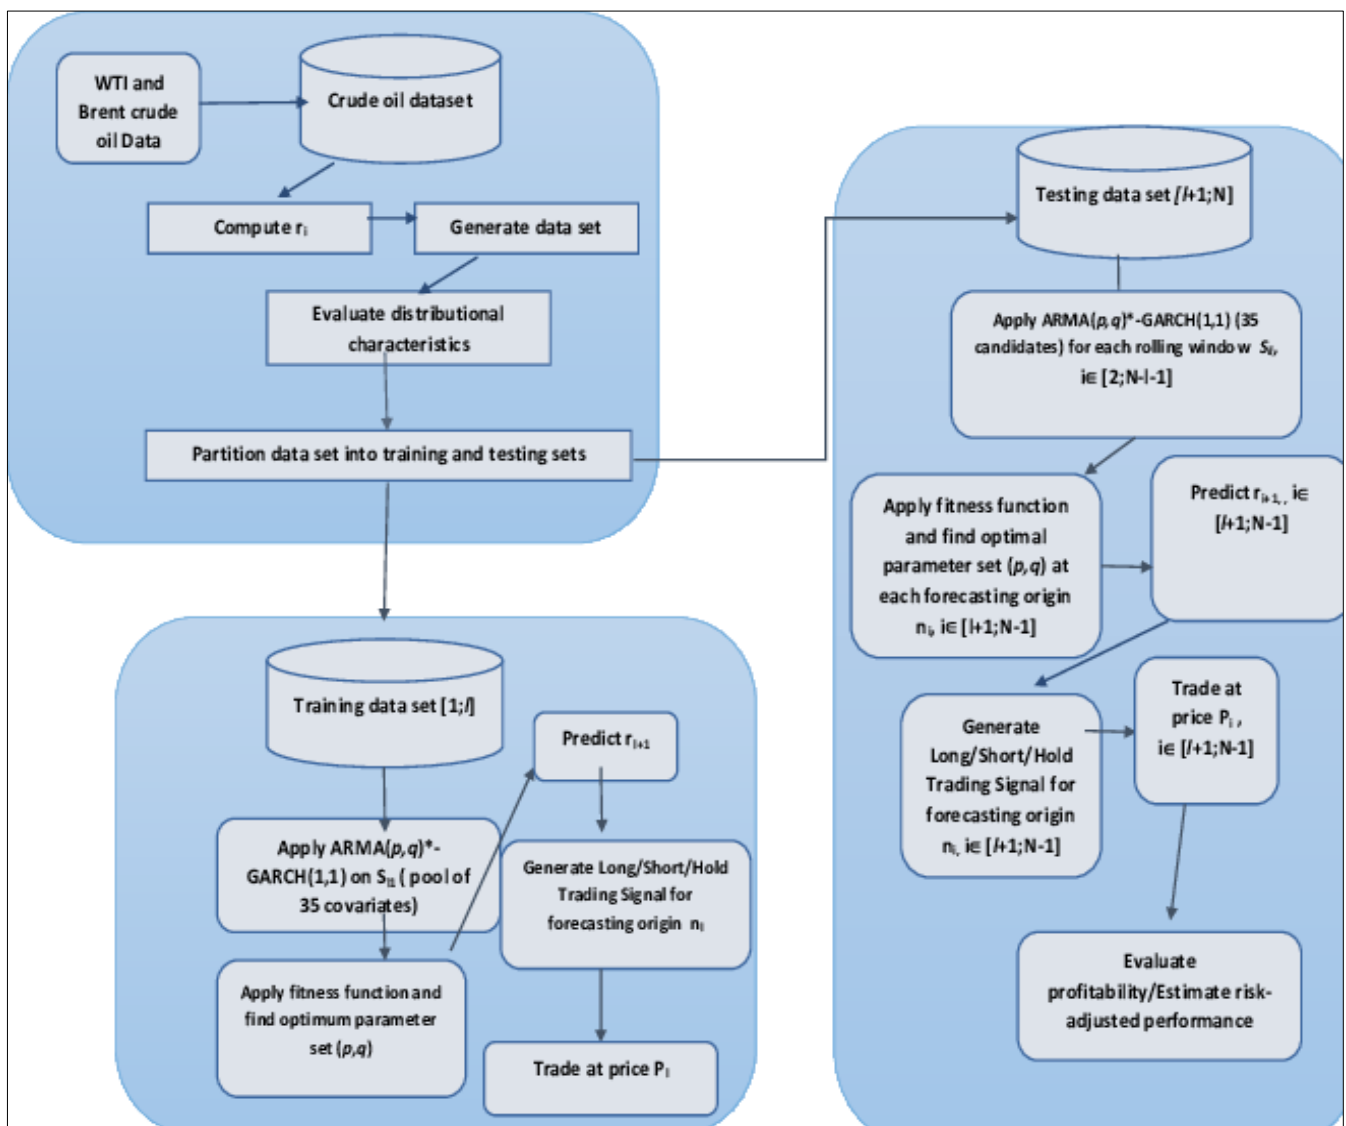 WTI and
Brent crude
oil Data
Crude oil dataset
Compute rᵢ
Generate data set
Evaluate distributional
characteristics
Partition data set into training and testing sets
Training data set [1;l]
Apply ARMA(p,q)*-
GARCH(1,1) on Sₗ₁ ( pool of
35 covariates)
Apply fitness function and
find optimum parameter
set (p,q)
Predict rₗ₊₁
Generate Long/Short/Hold
Trading Signal for
forecasting origin nₗ
Trade at price Pₗ
Testing data set [l+1;N]
Apply ARMA(p,q)*-GARCH(1,1) (35
candidates) for each rolling window
i∈ [2;N-l-1]
Apply fitness function
and find optimal
parameter set (p,q) at
each forecasting origin
nᵢ, i∈ [l+1;N-1]
Predict rᵢ₊₁, , i∈
[l+1;N-1]
Generate
Long/Short/Hold
Trading Signal for
forecasting origin
nᵢ, i∈ [l+1;N-1]
Trade at
price Pᵢ ,
i∈ [l+1;N-1]
Evaluate
profitability/Estimate risk-
adjusted performance